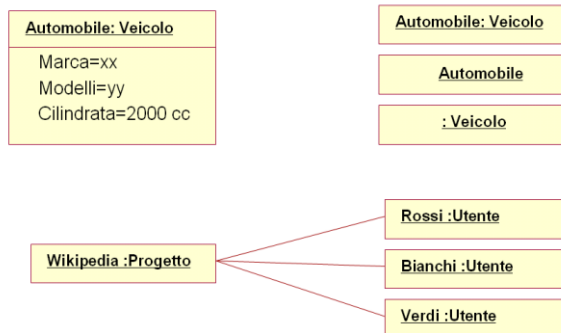 Automobile: Veicolo
Marca=xx
Modelli=yy
Cilindrata=2000 cc
Automobile: Veicolo
Automobile
: Veicolo
Wikipedia :Progetto
Rossi :Utente
Bianchi :Utente
Verdi :Utente